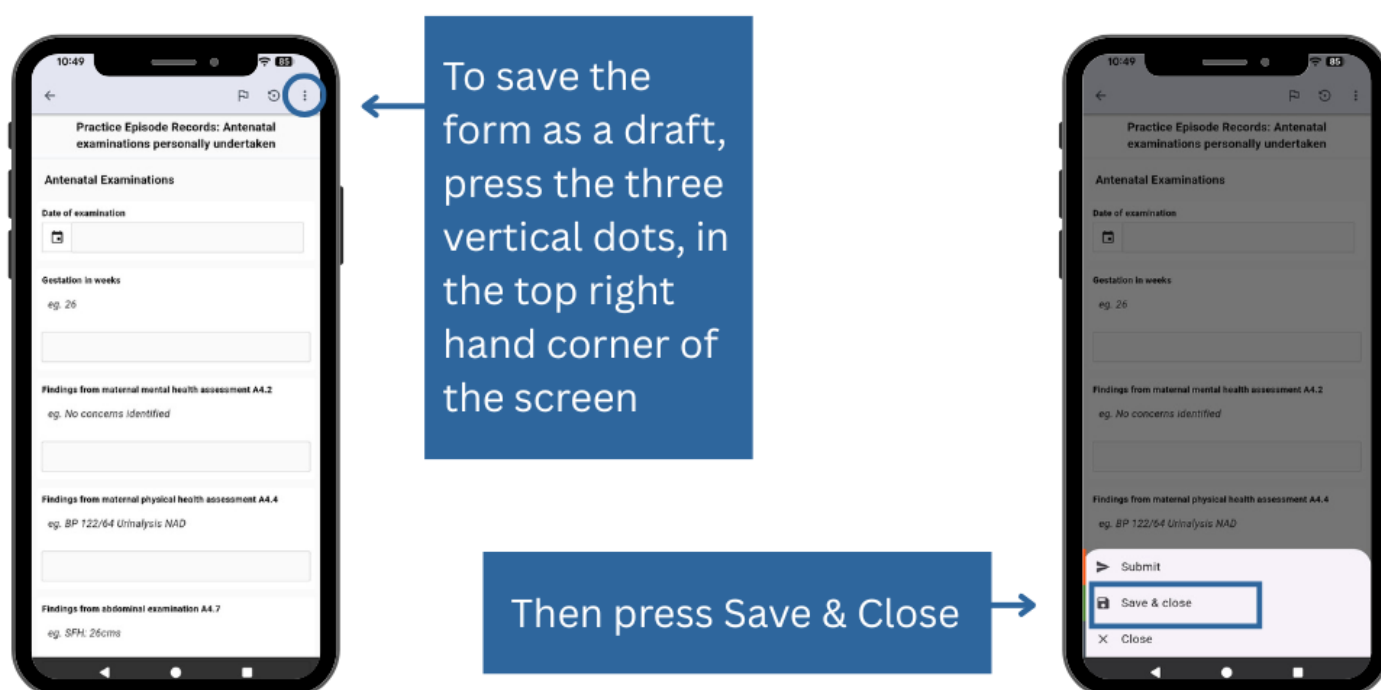 10:49
85
Practice Episode Records: Antenatal
examinations personally undertaken
Antenatal Examinations
Date of examination
Gestation in weeks
eg. 26
Findings from maternal mental health assessment A4.2
eg. No concerns identified
Findings from maternal physical health assessment A4.4
eg. BP 122/64 Urinalysis NAD
Findings from abdominal examination A4.7
eg. SFH: 26cms
To save the
form as a draft,
press the three
vertical dots, in
the top right
hand corner of
the screen
Then press Save & Close
10:49
85
Practice Episode Records: Antenatal
examinations personally undertaken
Antenatal Examinations
Date of examination
Gestation in weeks
eg. 26
Findings from maternal mental health assessment A4.2
eg. No concerns identified
Findings from maternal physical health assessment A4.4
eg. BP 122/64 Urinalysis NAD
Submit
Save & close
Close